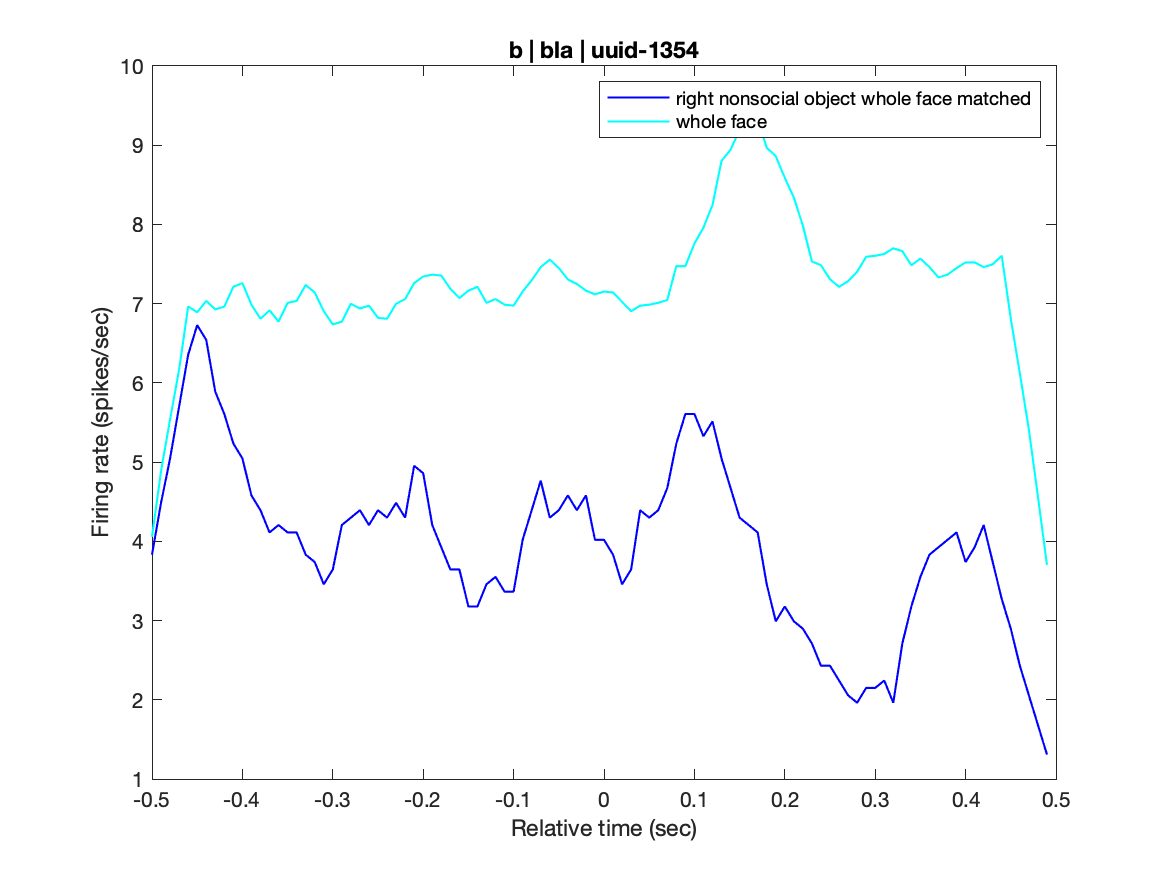 b | bla | uuid-1354
right nonsocial object whole face matched
whole face
10
9
8
7
6
5
4
3
2
1
Firing rate (spikes/sec)
-0.5 -0.4 -0.3 -0.2 -0.1 0 0.1 0.2 0.3 0.4 0.5
Relative time (sec)